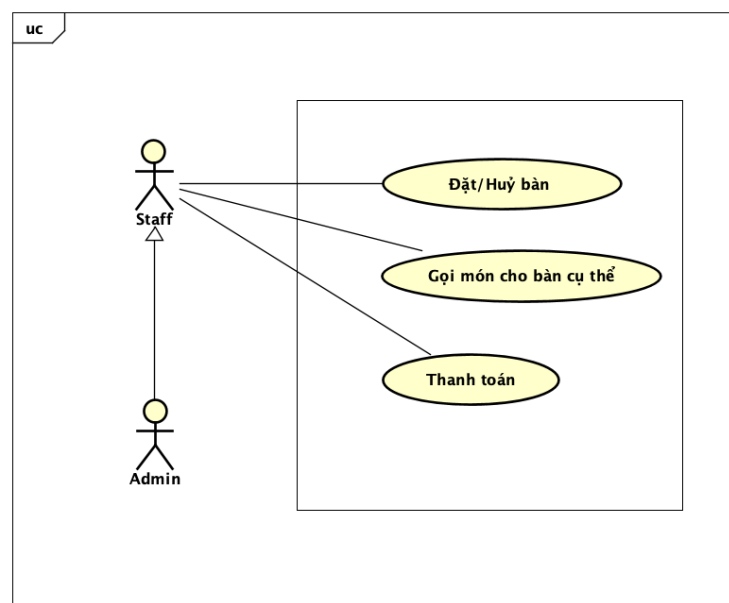 uc
Đặt/Huỷ bàn
Staff
Gọi món cho bàn cụ thể
Thanh toán
Admin